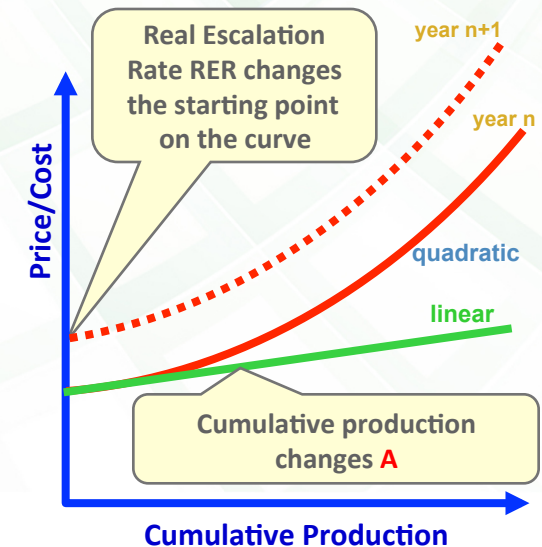 Real Escalation
Rate RER changes
the starting point
on the curve
year n+1
year n
Price/Cost
quadratic
linear
Cumulative production
changes A
Cumulative Production